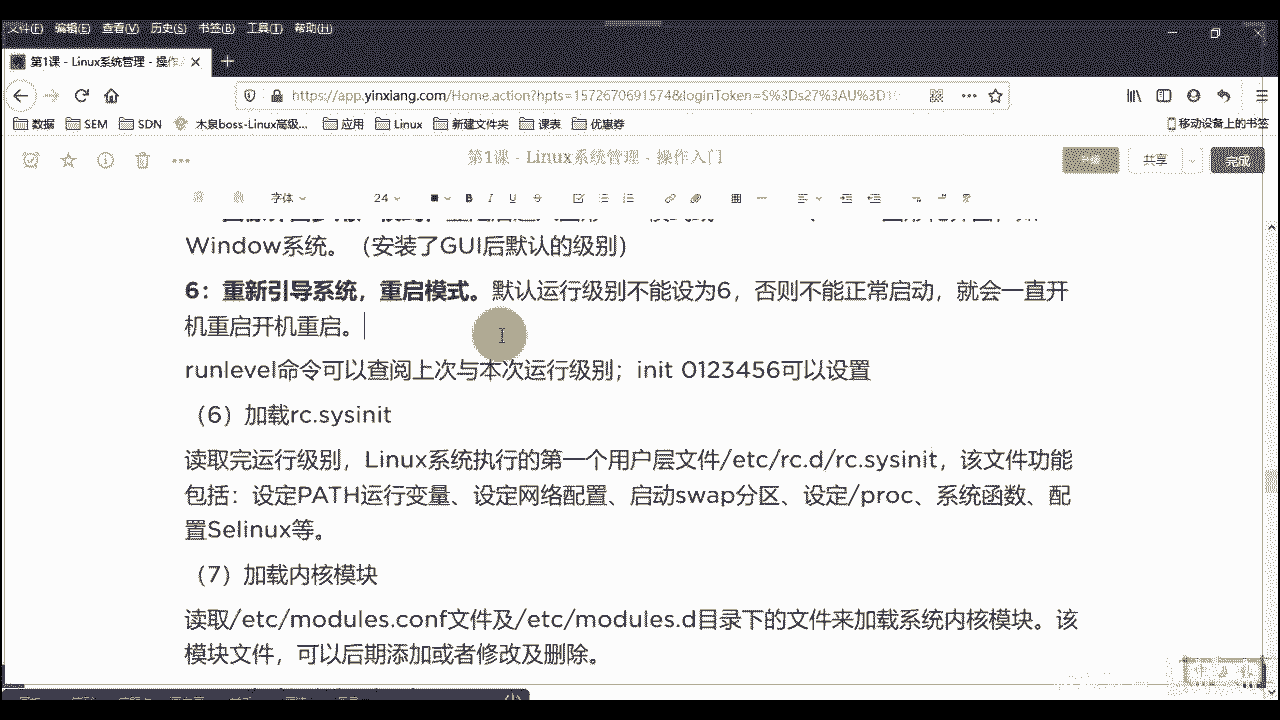 文件(F) 编辑(E) 查看(V) 历史(S) 书签(B) 工具(T) 帮助(H)
第1课 - Linux系统管理 - 操作
https://app.yinxiang.com/Home.action?hpts=1572670691574&loginToken=S%3Ds27%3AU%3D1
数据 SEM SDN 木泉boss-Linux高级... 应用 Linux 新建文件夹 课表 优惠券 移动设备上的书签
第1课 - Linux系统管理 - 操作入门
共享 完成
字体 24 B I U S
Window系统。（安装了GUI后默认的级别）
6：重新引导系统，重启模式。默认运行级别不能设为6，否则不能正常启动，就会一直开
机重启开机重启。
runlevel命令可以查阅上次与本次运行级别；init 0123456可以设置
（6）加载rc.sysinit
读取完运行级别，Linux系统执行的第一个用户层文件/etc/rc.d/rc.sysinit，该文件功能
包括：设定PATH运行变量、设定网络配置、启动swap分区、设定/proc、系统函数、配
置Selinux等。
（7）加载内核模块
读取/etc/modules.conf文件及/etc/modules.d目录下的文件来加载系统内核模块。该
模块文件，可以后期添加或者修改及删除。